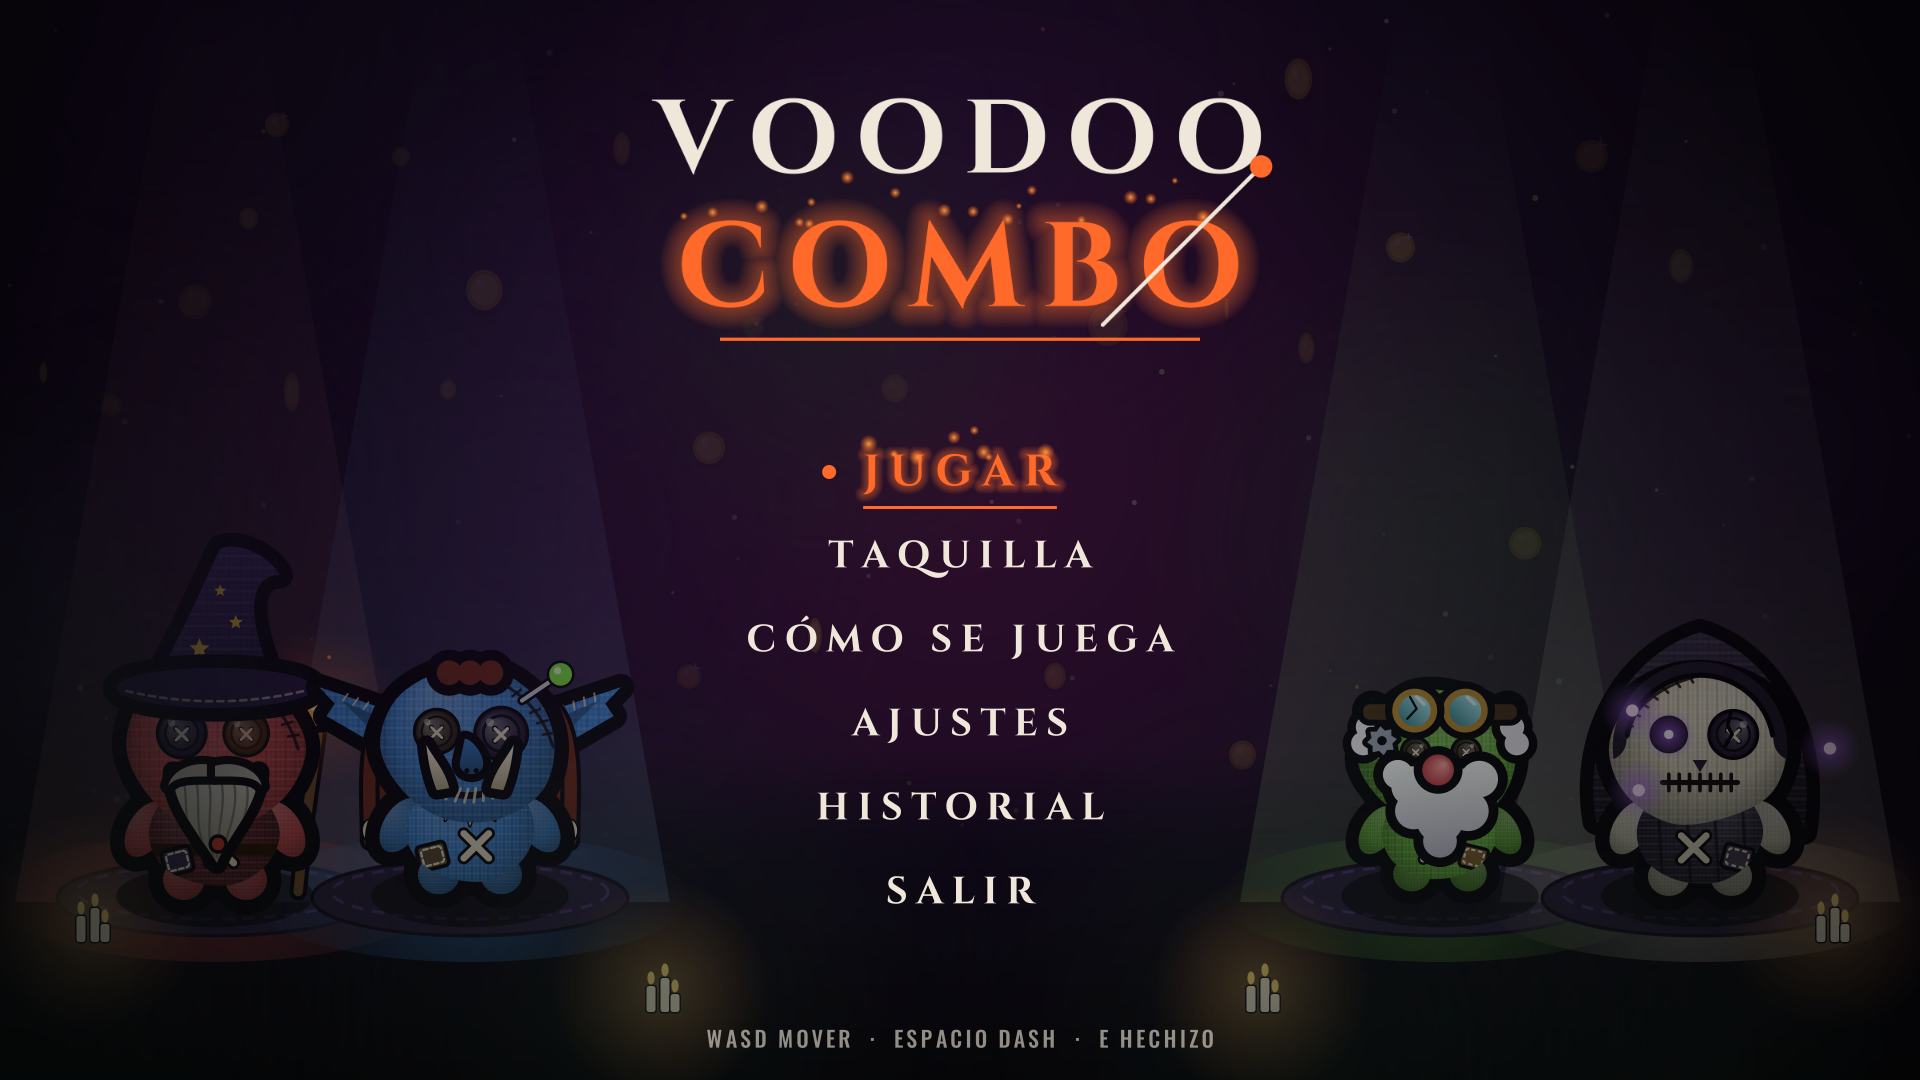 VOODOO
COMBO
JUGAR
TAQUILLA
CÓMO SE JUEGA
AJUSTES
HISTORIAL
SALIR
WASD MOVER · ESPACIO DASH · E HECHIZO